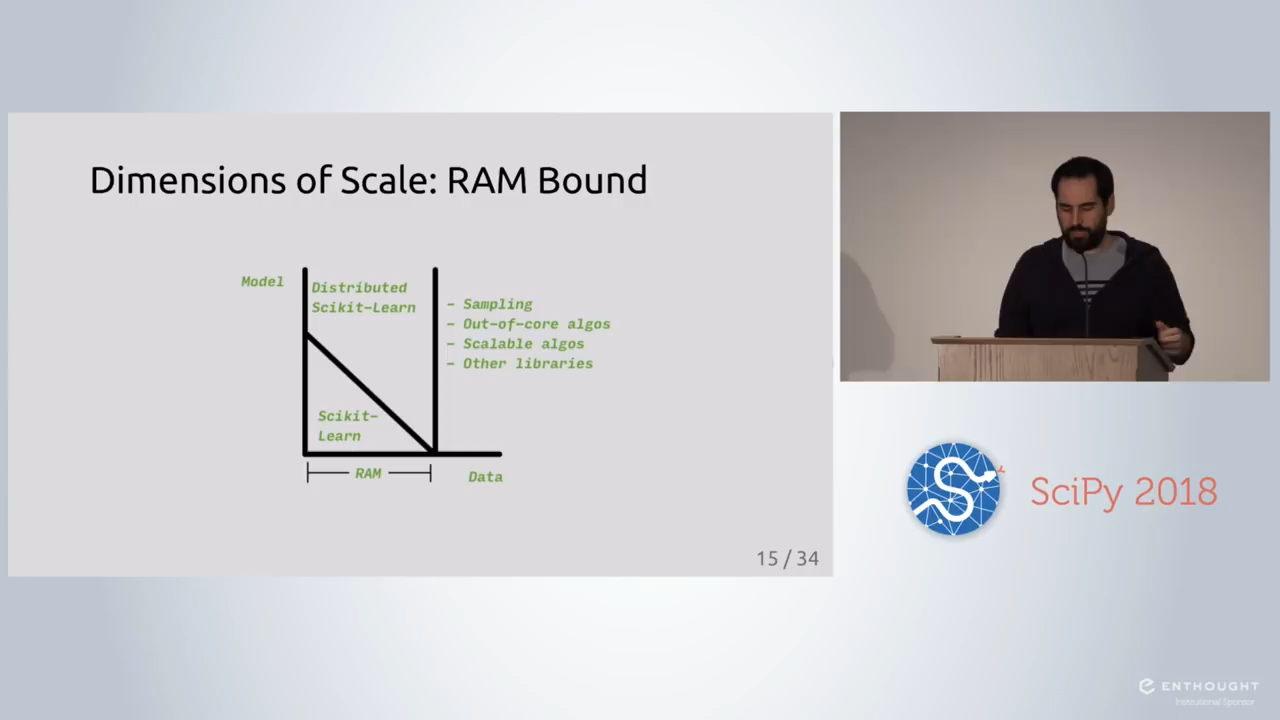 Dimensions of Scale: RAM Bound
Model
Distributed
Scikit-Learn
- Sampling
- Out-of-core algos
- Scalable algos
- Other libraries
Scikit-
Learn
RAM
Data
15 / 34
SciPy 2018
ENTHOUGHT
Institutional Sponsor